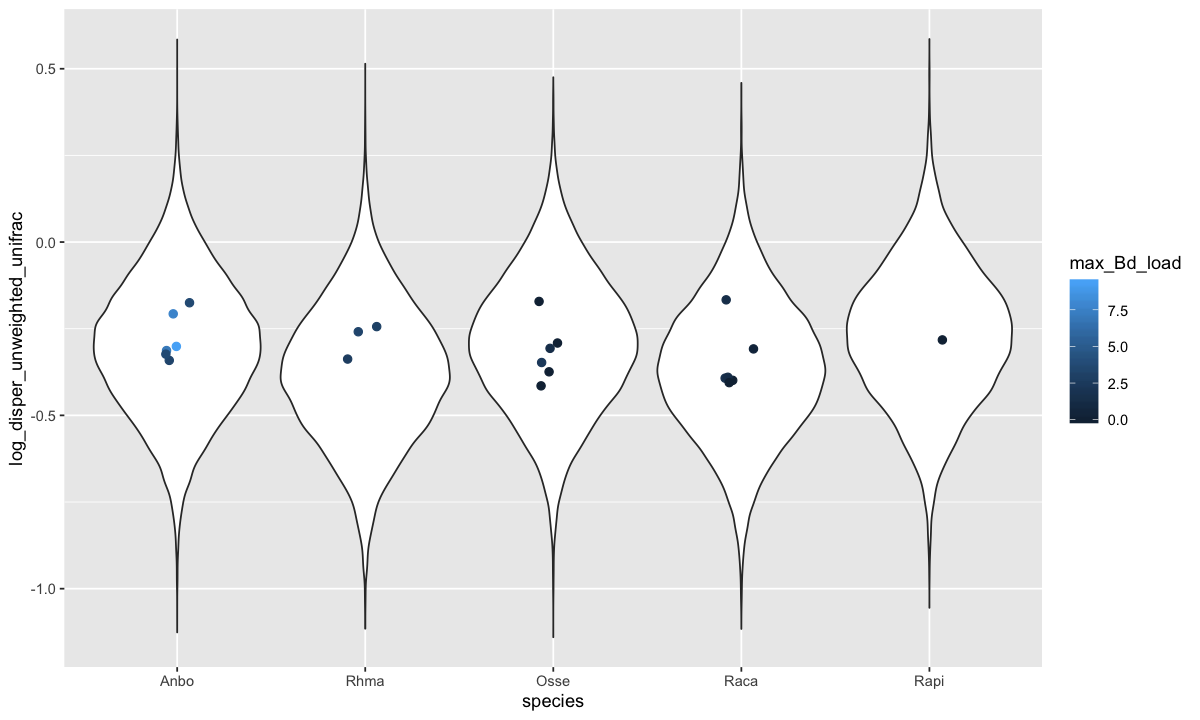 log_disper_unweighted_unifrac
0.5
0.0
-0.5
-1.0
Anbo Rhma Osse Raca Rapi
species
max_Bd_load
7.5
5.0
2.5
0.0